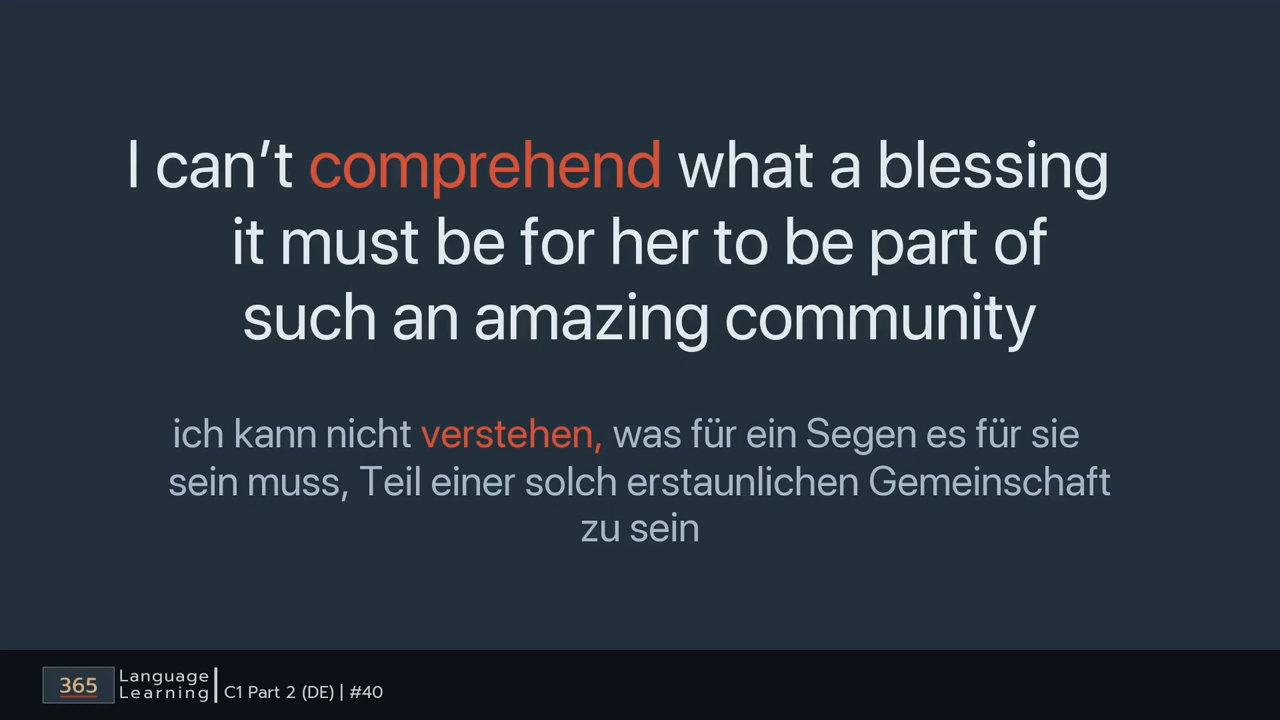 I can’t comprehend what a blessing
it must be for her to be part of
such an amazing community
ich kann nicht verstehen, was für ein Segen es für sie
sein muss, Teil einer solch erstaunlichen Gemeinschaft
zu sein
365
Language
Learning
C1 Part 2 (DE) | #40